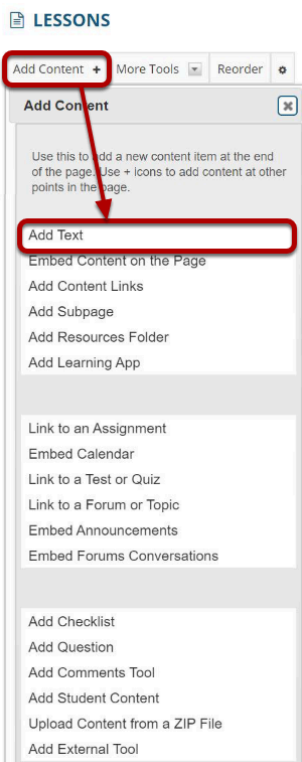 LESSONS
Add Content + More Tools Reorder
Add Content
Use this to add a new content item at the end
of the page. Use + icons to add content at other
points in the page.
Add Text
Embed Content on the Page
Add Content Links
Add Subpage
Add Resources Folder
Add Learning App
Link to an Assignment
Embed Calendar
Link to a Test or Quiz
Link to a Forum or Topic
Embed Announcements
Embed Forums Conversations
Add Checklist
Add Question
Add Comments Tool
Add Student Content
Upload Content from a ZIP File
Add External Tool